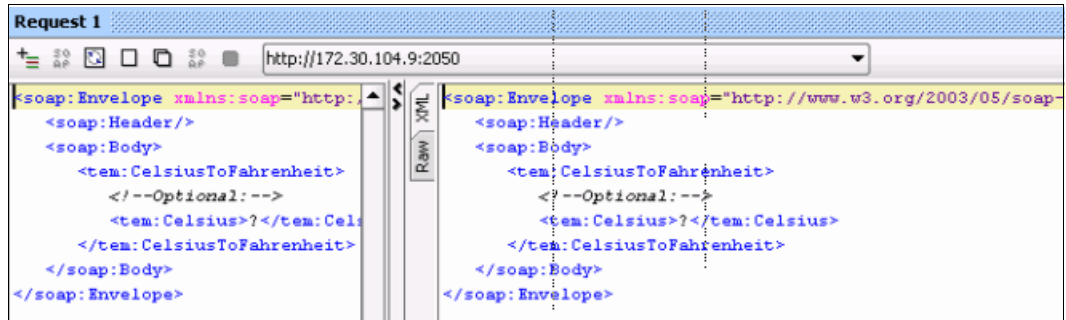 Request 1
http://172.30.104.9:2050
<soap:Envelope xmlns:soap="http:/
<soap:Header/>
<soap:Body>
<tem:CelsiusToFahrenheit>
<!--Optional:-->
<tem:Celsius>?</tem:Cels
</tem:CelsiusToFahrenheit>
</soap:Body>
</soap:Envelope>
XML
Raw
<soap:Envelope xmlns:soap="http://www.w3.org/2003/05/soap-
<soap:Header/>
<soap:Body>
<tem:CelsiusToFahrenheit>
<!--Optional:-->
<tem:Celsius>?</tem:Celsius>
</tem:CelsiusToFahrenheit>
</soap:Body>
</soap:Envelope>